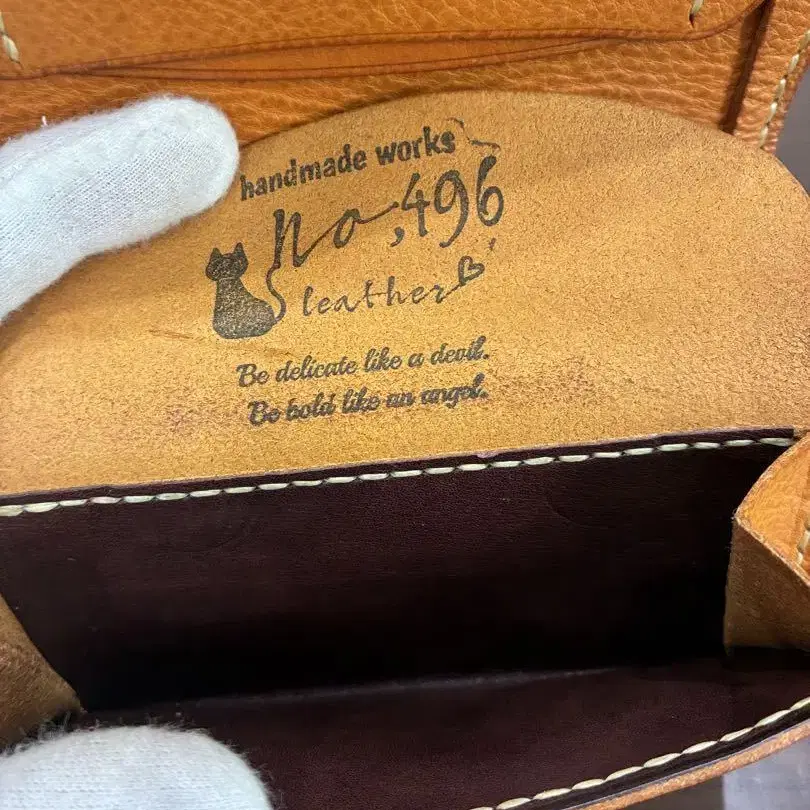 handmade works
no,496
leather
Be delicate like a devil.
Be bold like an angel.